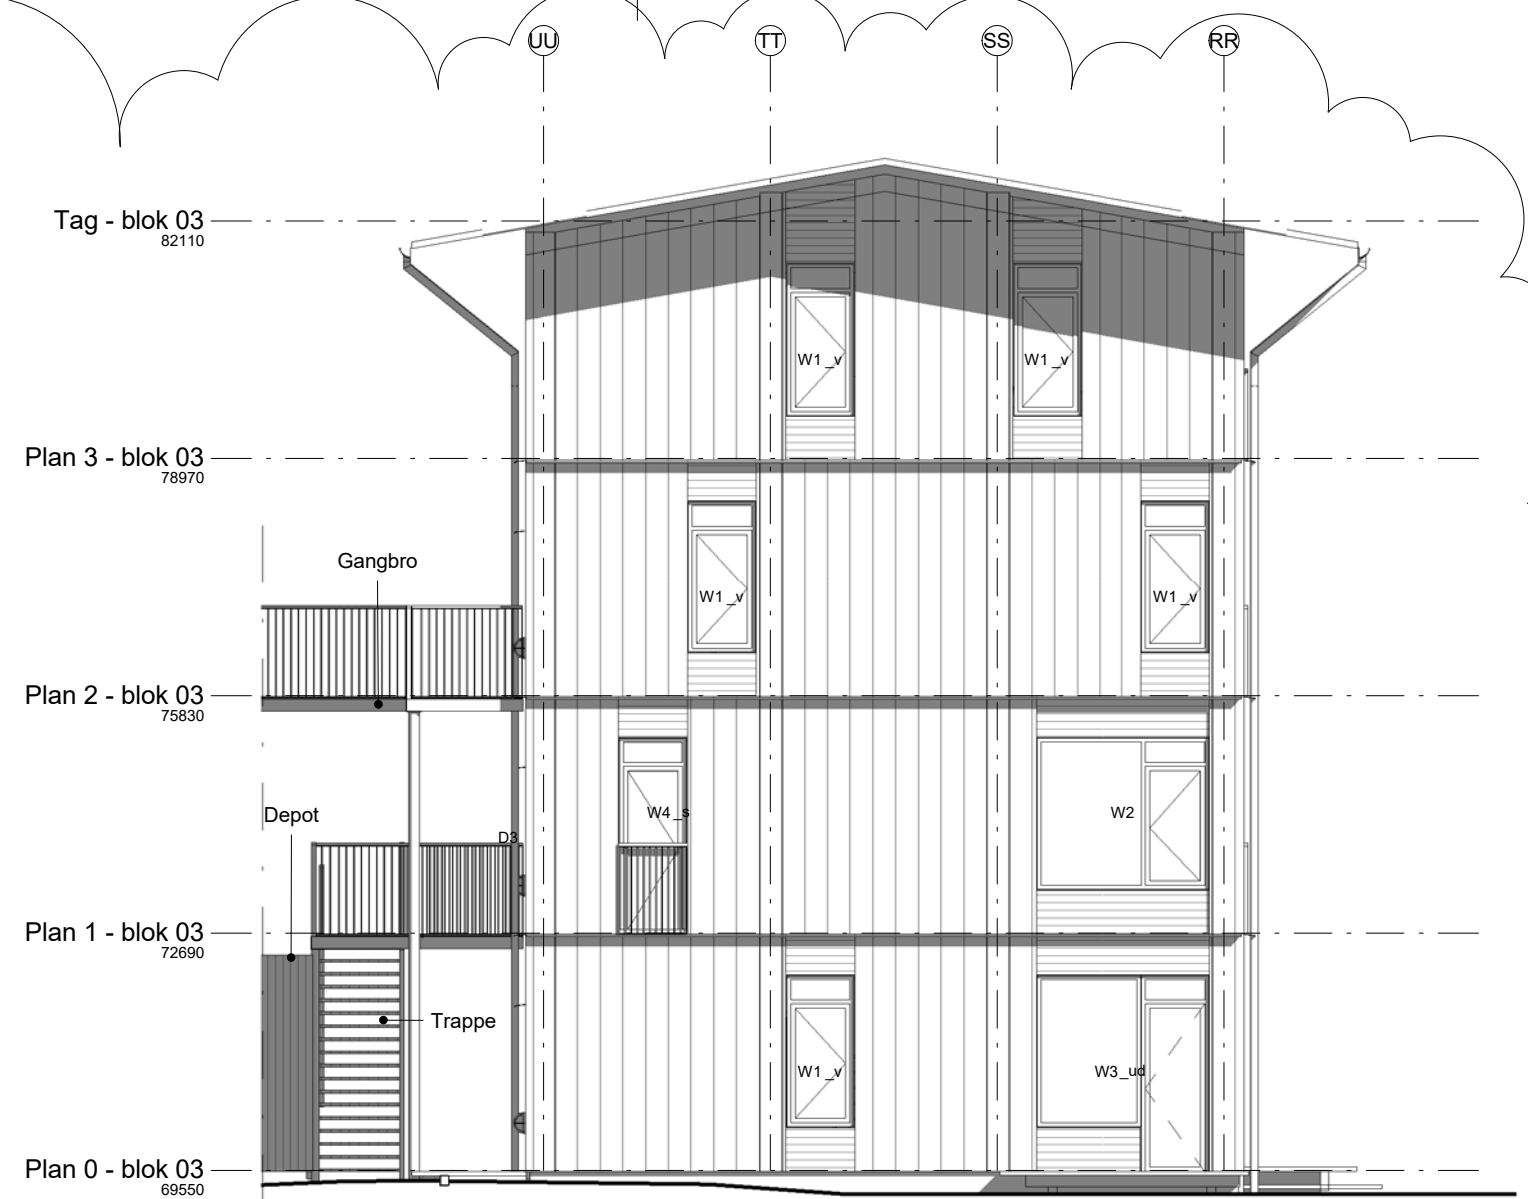 UU TT SS RR
Tag - blok 03
82110
W1_v W1_v
Plan 3 - blok 03
78970
Gangbro
W1_v W1_v
Plan 2 - blok 03
75830
Depot
W4_s W2
D3
Plan 1 - blok 03
72690
Trappe
W1_v W3_ud
Plan 0 - blok 03
69550